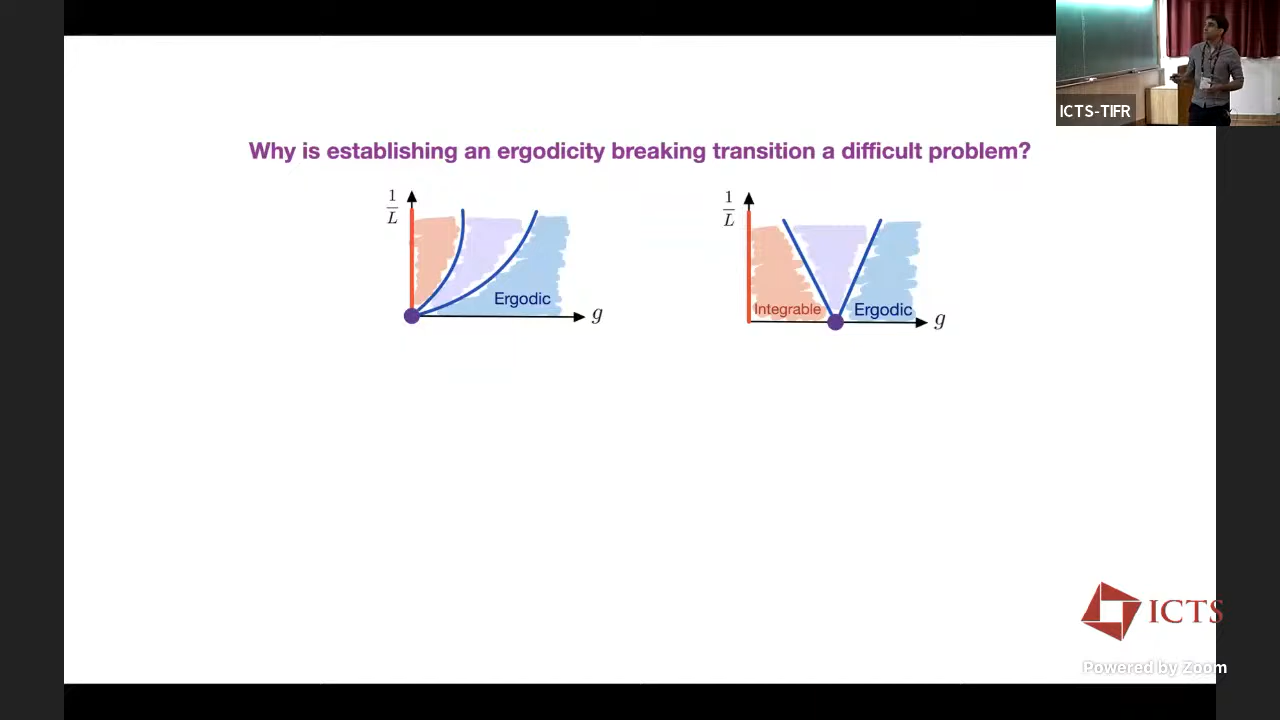 ICTS-TIFR
Why is establishing an ergodicity breaking transition a difficult problem?
1
L
Ergodic
g
1
L
Integrable
Ergodic
g
ICTS
Powered by Zoom